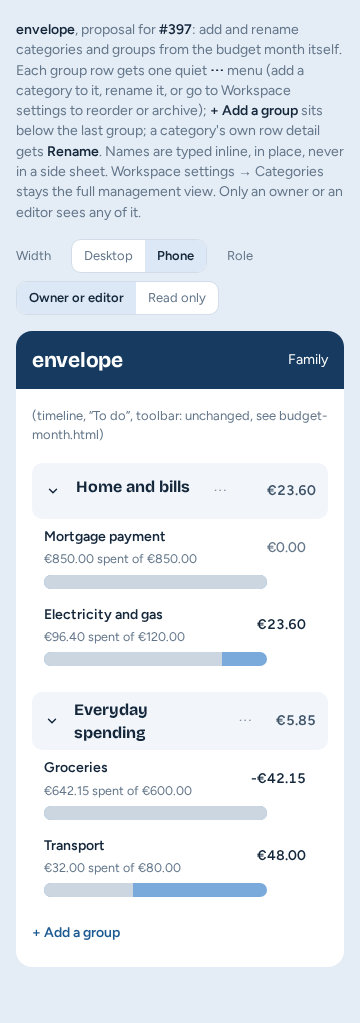 envelope, proposal for #397: add and rename
categories and groups from the budget month itself.
Each group row gets one quiet ··· menu (add a
category to it, rename it, or go to Workspace
settings to reorder or archive); + Add a group sits
below the last group; a category's own row detail
gets Rename. Names are typed inline, in place, never
in a side sheet. Workspace settings → Categories
stays the full management view. Only an owner or an
editor sees any of it.
Width Desktop Phone Role
Owner or editor Read only
envelope Family
(timeline, “To do”, toolbar: unchanged, see budget-
month.html)
Home and bills ··· €23.60
Mortgage payment
€0.00
€850.00 spent of €850.00
Electricity and gas
€23.60
€96.40 spent of €120.00
Everyday
spending ··· €5.85
Groceries
-€42.15
€642.15 spent of €600.00
Transport
€48.00
€32.00 spent of €80.00
+ Add a group